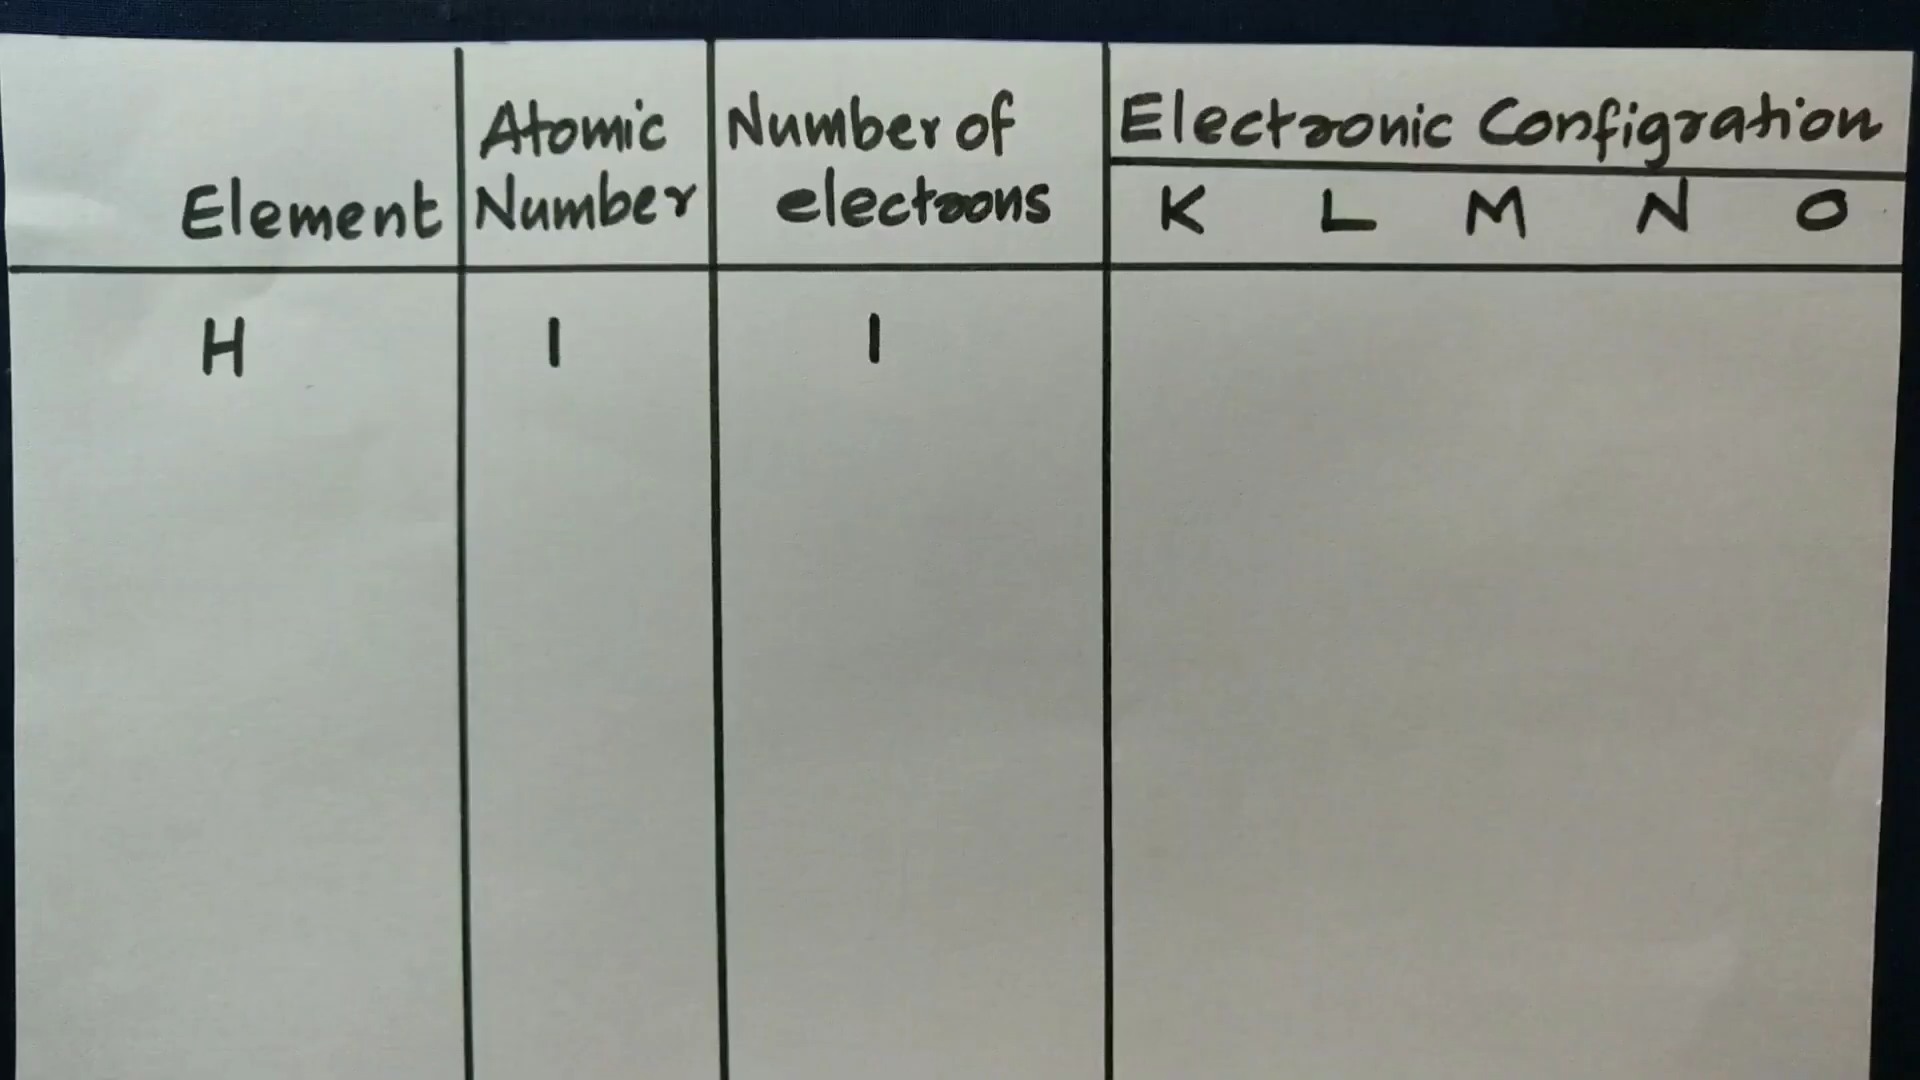 Element
Atomic
Number
Number of
electrons
Electronic Configration
K L M N O
H 1 1